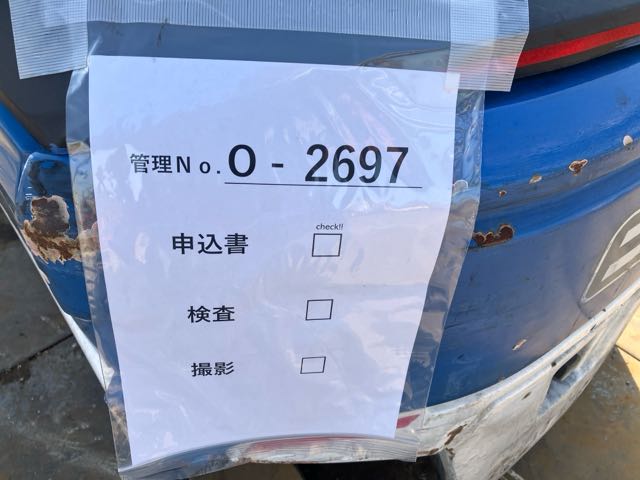 管理No. O - 2697
check!!
申込書 □
検査 □
撮影 □